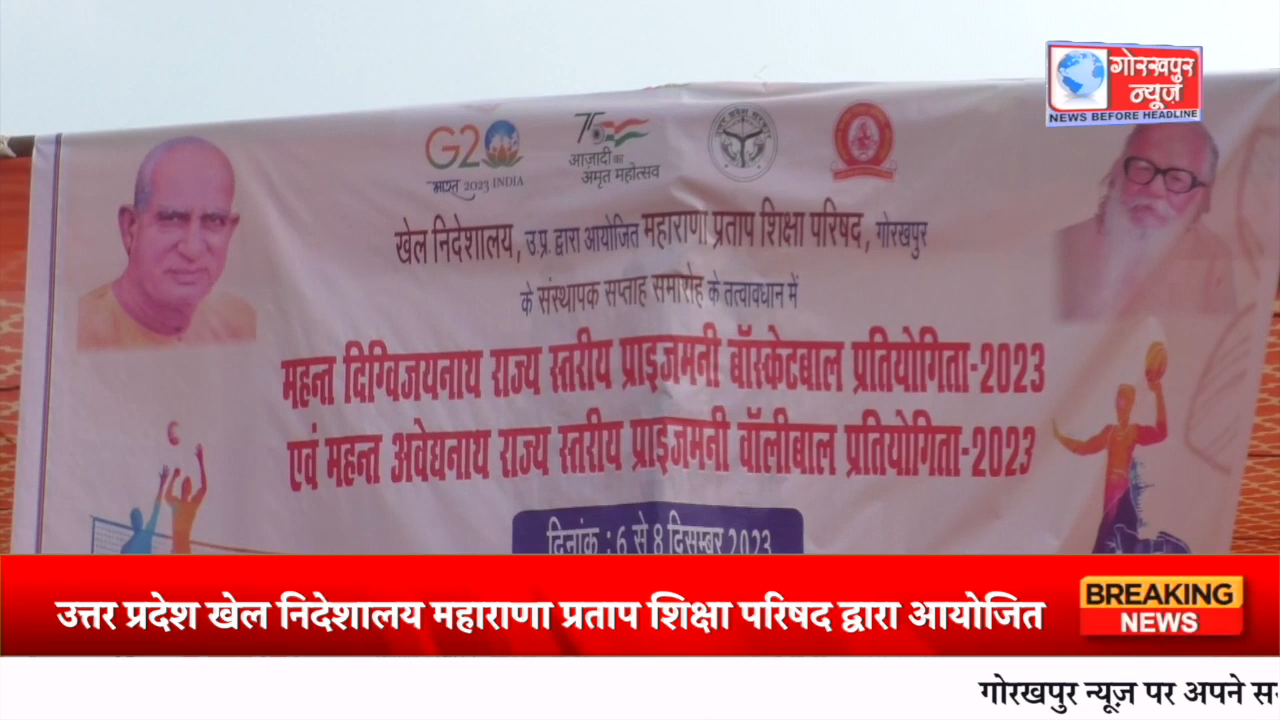 गोरखपुर
न्यूज़
NEWS BEFORE HEADLINE
G20
भारत 2023 INDIA
75
आज़ादी का
अमृत महोत्सव
खेल निदेशालय, उ.प्र. द्वारा आयोजित महाराणा प्रताप शिक्षा परिषद, गोरखपुर
के संस्थापक सप्ताह समारोह के तत्वावधान में
महन्त दिग्विजयनाथ राज्य स्तरीय प्राइजमनी बॉस्केटबाल प्रतियोगिता-2023
एवं महन्त अवेद्यनाथ राज्य स्तरीय प्राइजमनी वॉलीबाल प्रतियोगिता-2023
दिनांक : 6 से 8 दिसम्बर 2023
उत्तर प्रदेश खेल निदेशालय महाराणा प्रताप शिक्षा परिषद द्वारा आयोजित
BREAKING
NEWS
गोरखपुर न्यूज़ पर अपने